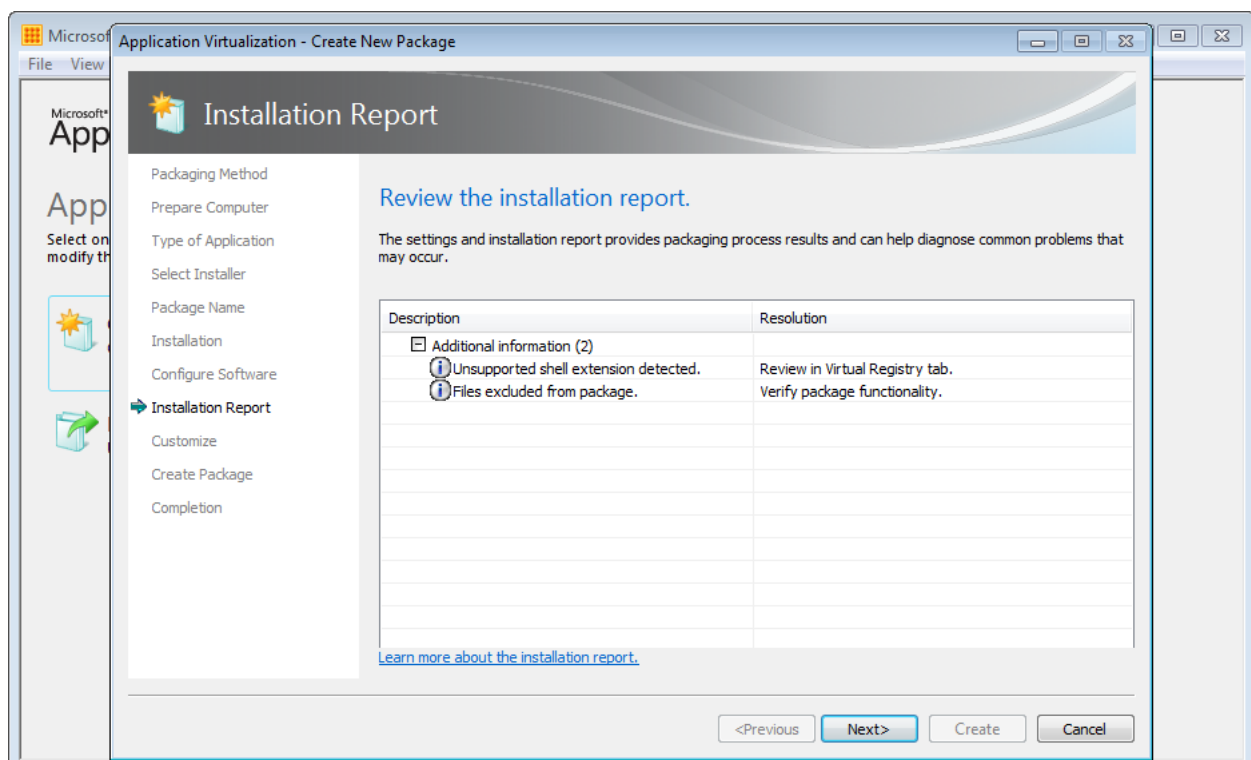 Microsof
File View
Microsoft®
App
App
Select on
modify th
Application Virtualization - Create New Package
Installation Report
Packaging Method
Prepare Computer
Type of Application
Select Installer
Package Name
Installation
Configure Software
Installation Report
Customize
Create Package
Completion
Review the installation report.
The settings and installation report provides packaging process results and can help diagnose common problems that
may occur.
Description Resolution
Additional information (2)
Unsupported shell extension detected. Review in Virtual Registry tab.
Files excluded from package. Verify package functionality.
Learn more about the installation report.
<Previous Next> Create Cancel